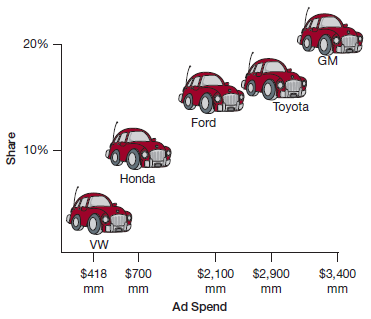 20%
GM
Toyota
Ford
Share
10%
Honda
VW
$418 $700 $2,100 $2,900 $3,400
mm mm mm mm mm
Ad Spend